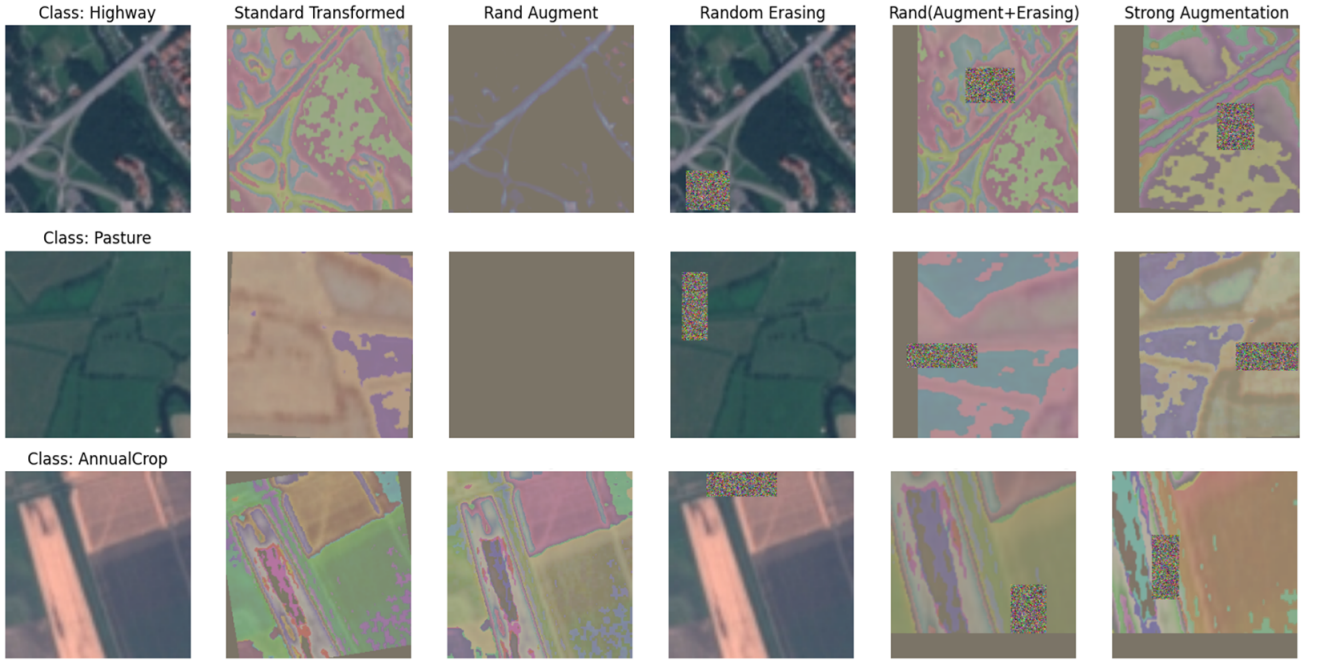 Class: Highway
Standard Transformed
Rand Augment
Random Erasing
Rand(Augment+Erasing)
Strong Augmentation
Class: Pasture
Class: AnnualCrop